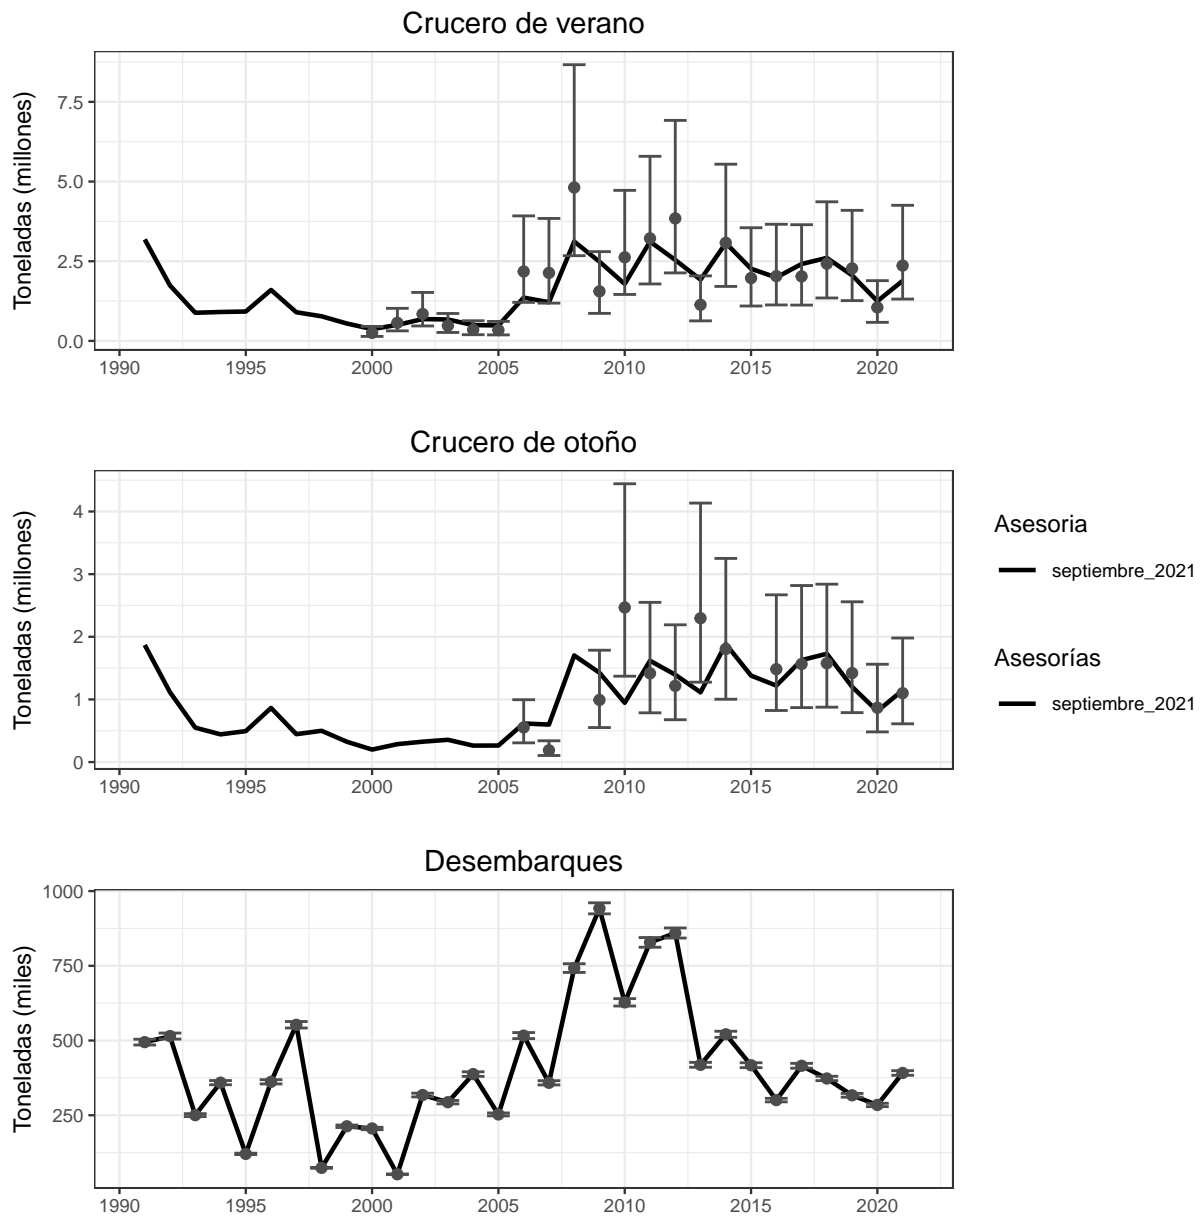 Crucero de verano
Toneladas (millones)
7.5
5.0
2.5
0.0
1990 1995 2000 2005 2010 2015 2020
Crucero de otoño
Toneladas (millones)
4
3
2
1
0
1990 1995 2000 2005 2010 2015 2020
Asesoria
septiembre_2021
Asesorías
septiembre_2021
Desembarques
Toneladas (miles)
1000
750
500
250
1990 1995 2000 2005 2010 2015 2020